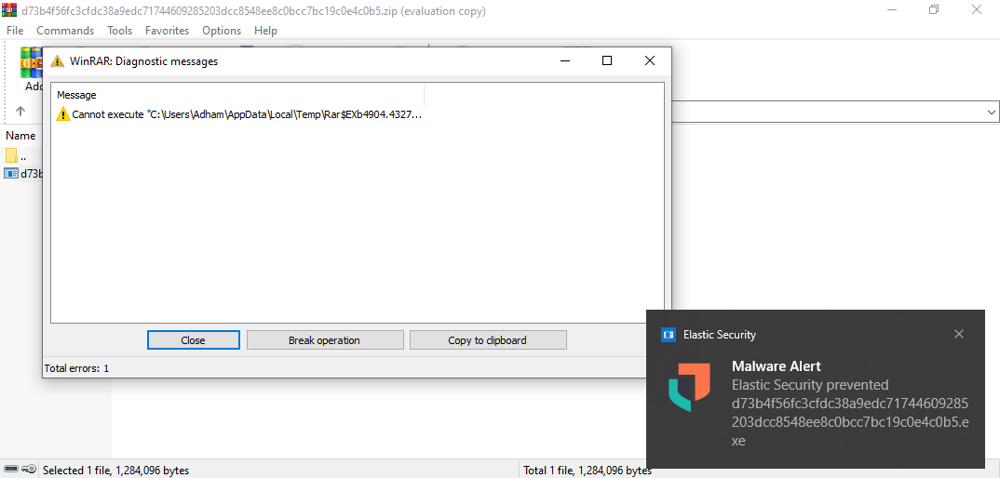 d73b4f56fc3cfdc38a9edc71744609285203dcc8548ee8c0bcc7bc19c0e4c0b5.zip (evaluation copy)
File Commands Tools Favorites Options Help
WinRAR: Diagnostic messages
Add
Message
Cannot execute "C:\Users\Adham\AppData\Local\Temp\Rar$EXb4904.4327...
Name
..
d73b
Close
Break operation
Copy to clipboard
Total errors: 1
Elastic Security
Malware Alert
Elastic Security prevented
d73b4f56fc3cfdc38a9edc71744609285
203dcc8548ee8c0bcc7bc19c0e4c0b5.e
xe
Selected 1 file, 1,284,096 bytes
Total 1 file, 1,284,096 bytes